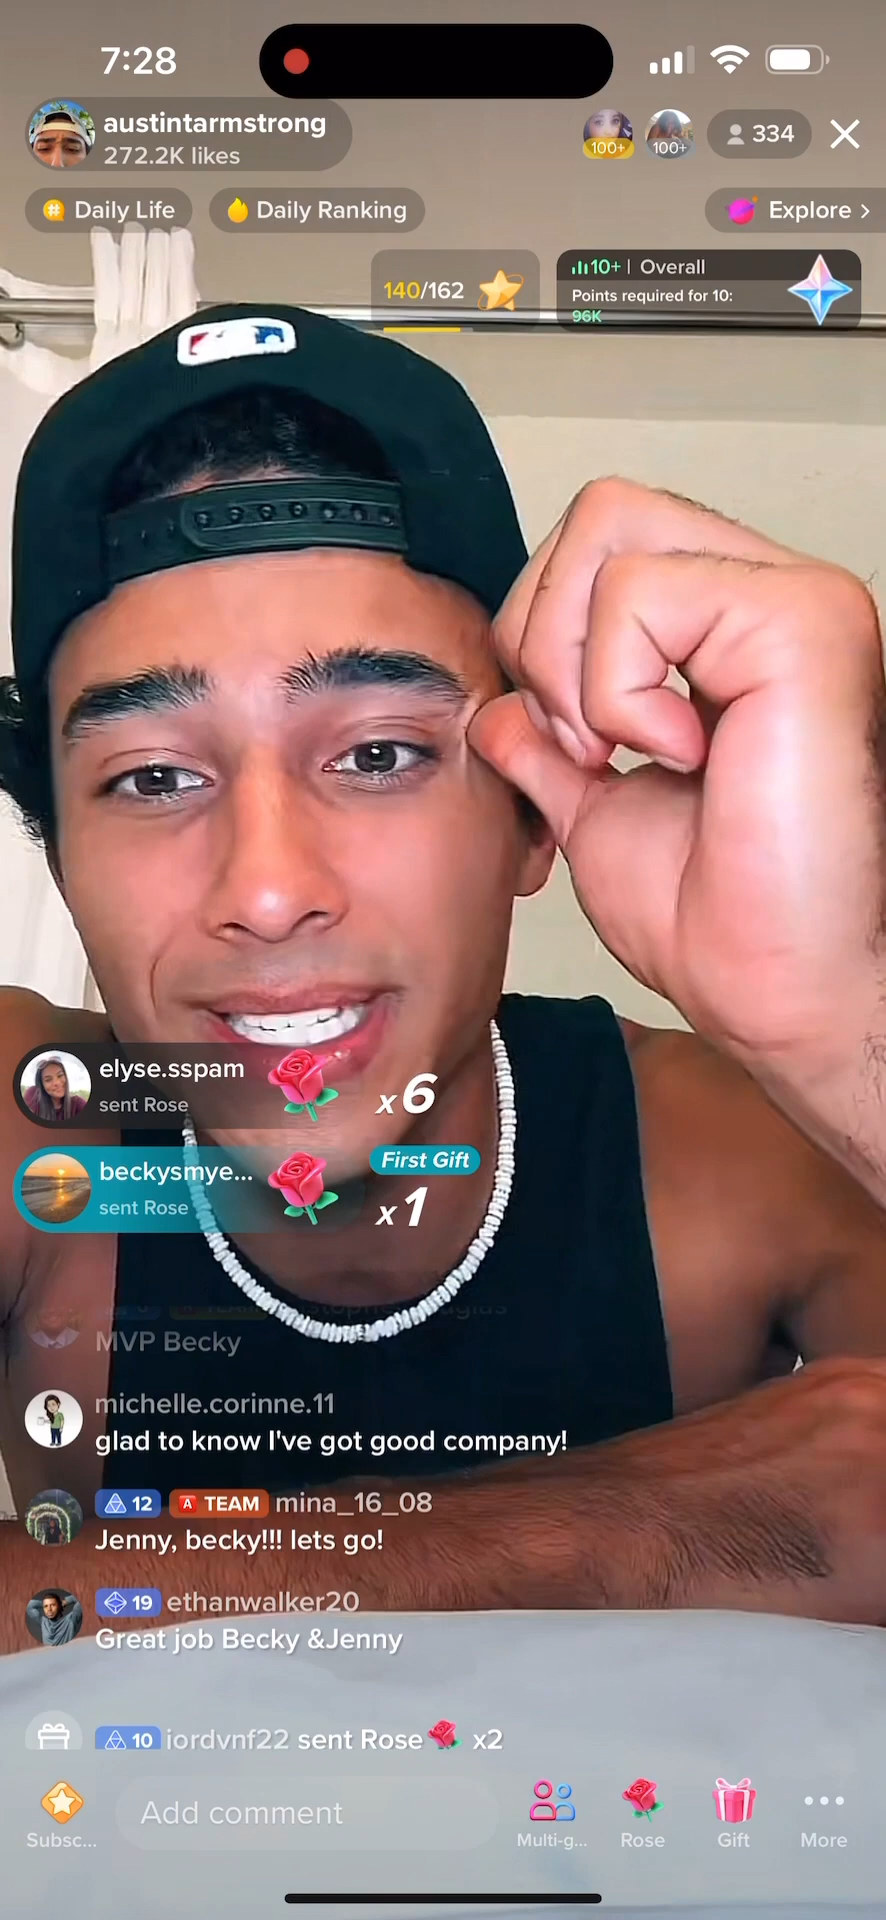 7:28
austintarmstrong
272.2K likes
100+
100+
334
Daily Life
Daily Ranking
Explore >
140/162
10+ | Overall
Points required for 10:
96K
elyse.sspam
sent Rose
x6
beckysmye...
sent Rose
First Gift
x1
MVP Becky
michelle.corinne.11
glad to know I've got good company!
12 A TEAM mina_16_08
Jenny, becky!!! lets go!
19 ethanwalker20
Great job Becky &Jenny
10 iordvnf22 sent Rose x2
Subsc...
Add comment
Multi-g...
Rose
Gift
More